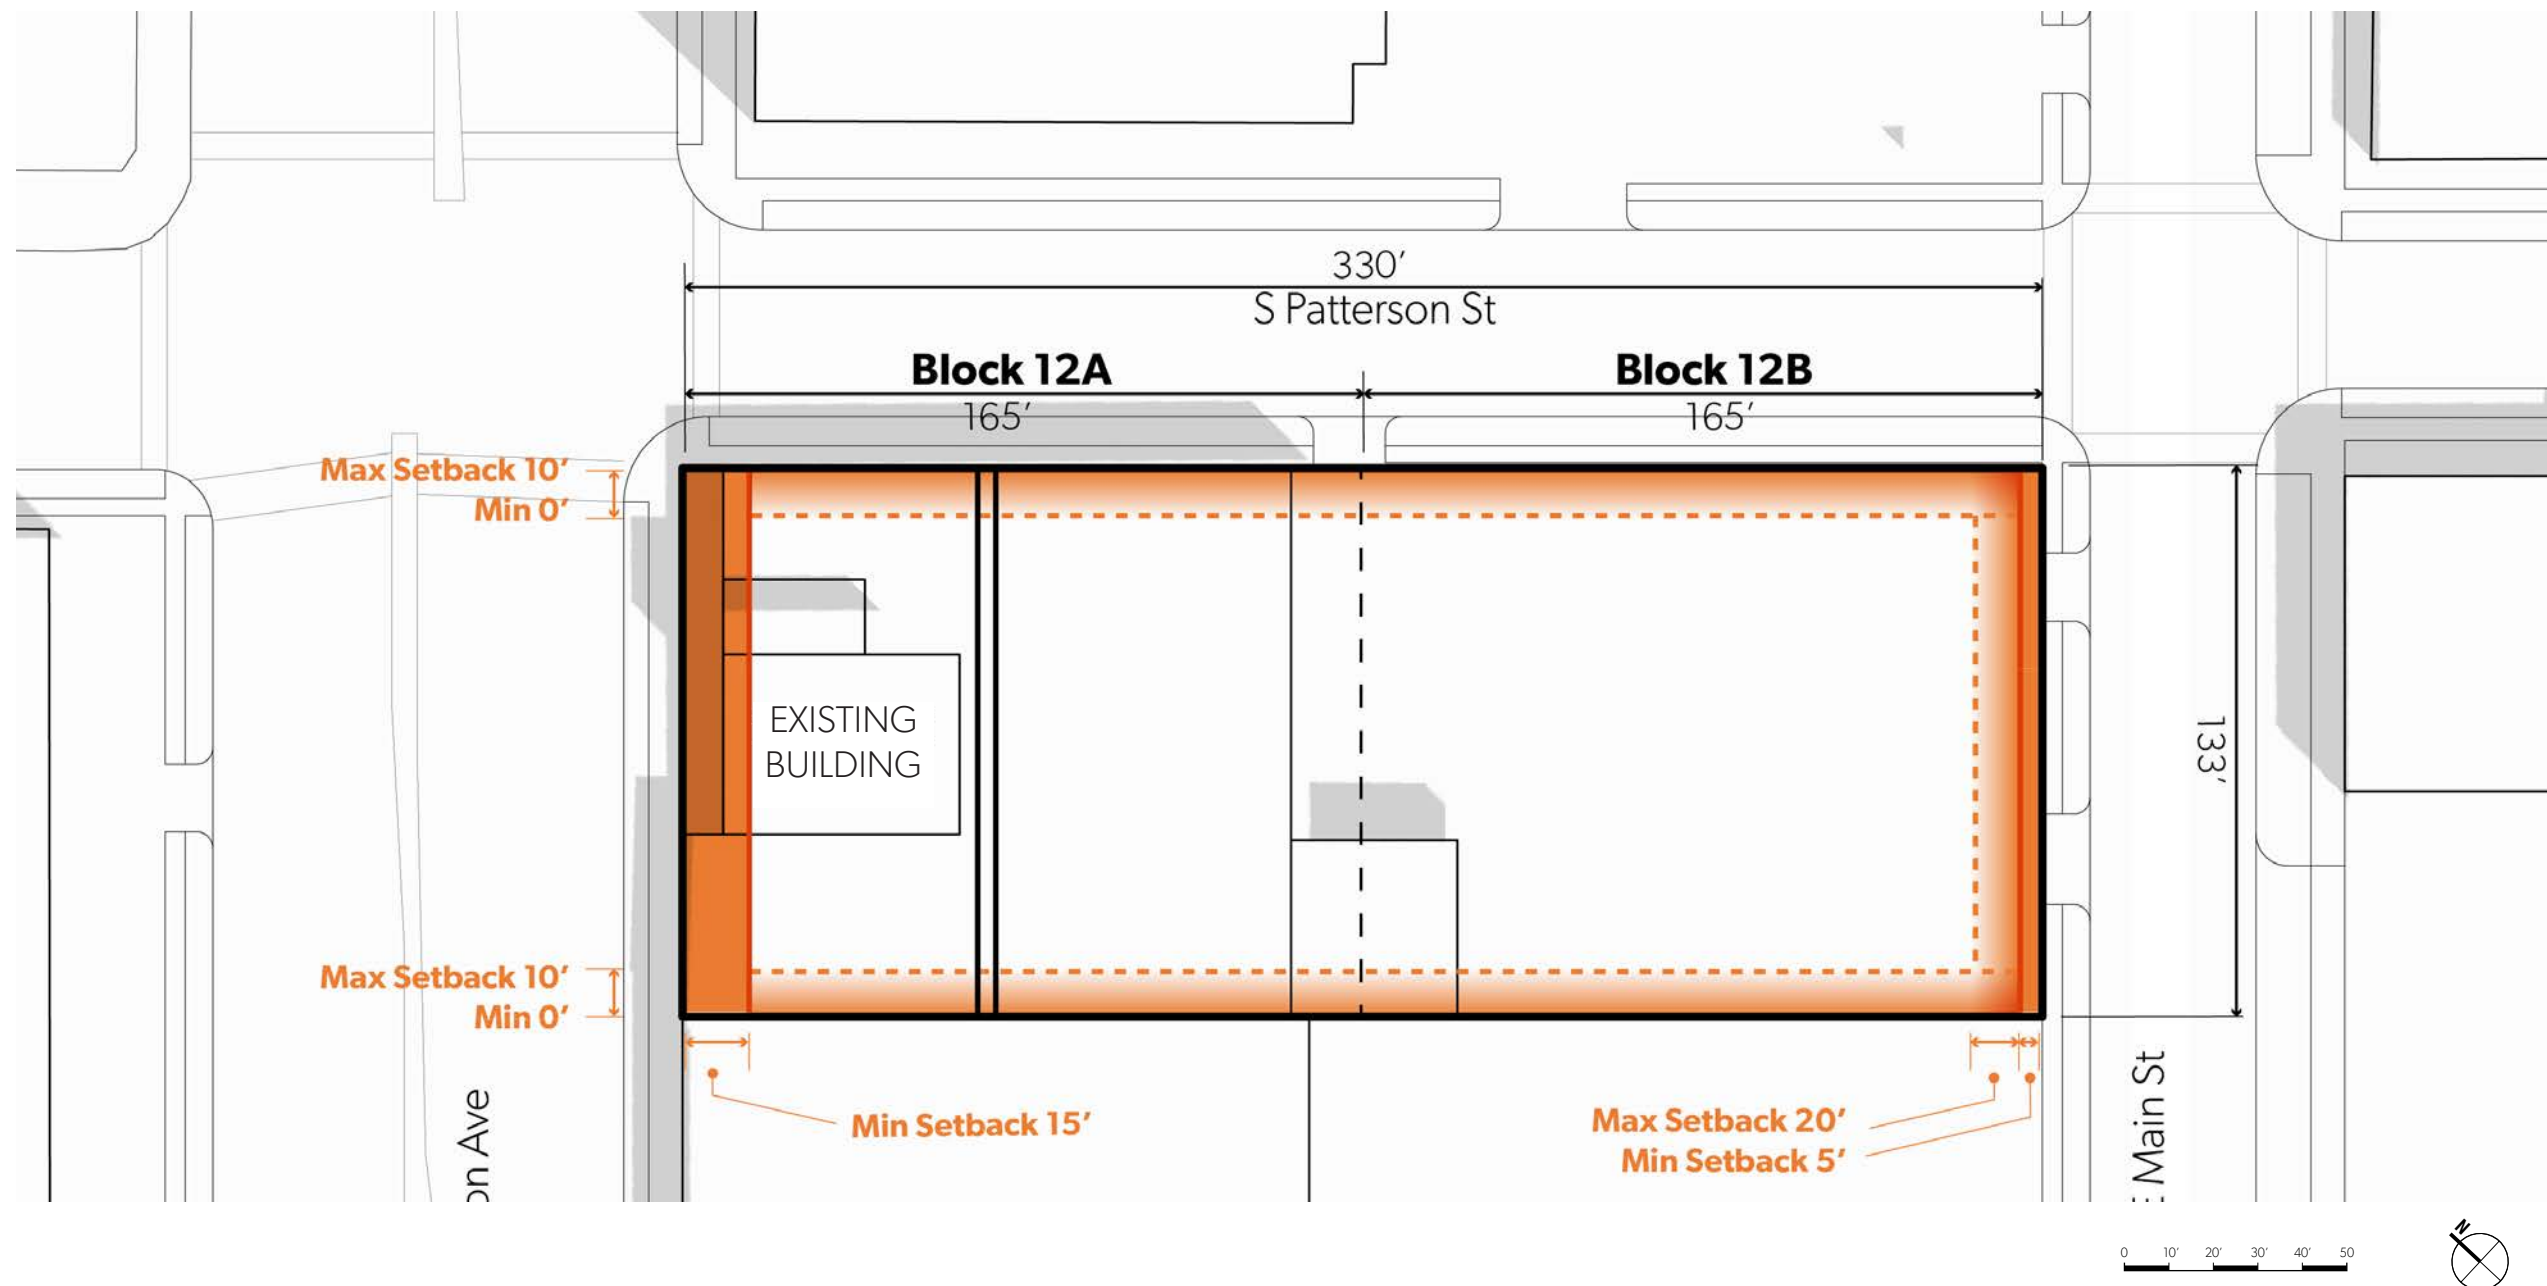 330′
S Patterson St
Block 12A
Block 12B
165′
165′
Max Setback 10′
Min 0′
EXISTING
BUILDING
133′
Max Setback 10′
Min 0′
on Ave
Min Setback 15′
Max Setback 20′
Min Setback 5′
E Main St
N
0 10′ 20′ 30′ 40′ 50